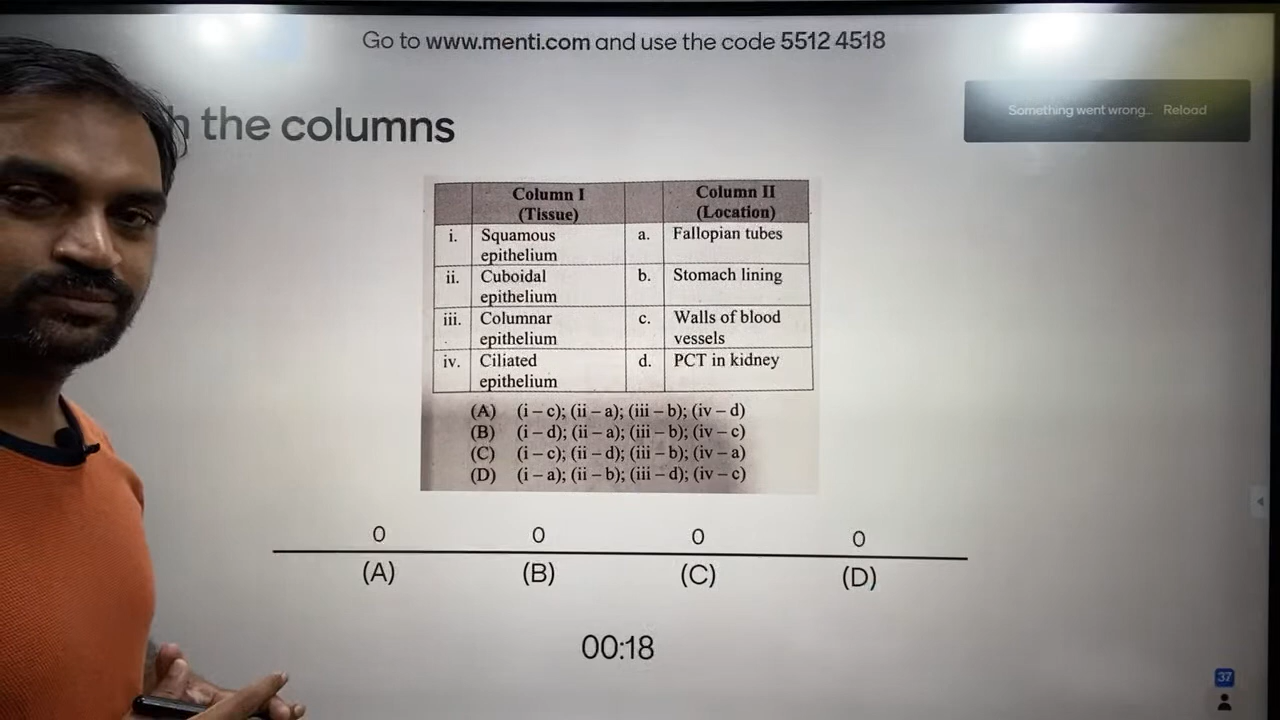 Go to www.menti.com and use the code 5512 4518
Something went wrong... Reload
h the columns
Column I
(Tissue)
Column II
(Location)
i. Squamous
epithelium
a. Fallopian tubes
ii. Cuboidal
epithelium
b. Stomach lining
iii. Columnar
epithelium
c. Walls of blood
vessels
iv. Ciliated
epithelium
d. PCT in kidney
(A) (i – c); (ii – a); (iii – b); (iv – d)
(B) (i – d); (ii – a); (iii – b); (iv – c)
(C) (i – c); (ii – d); (iii – b); (iv – a)
(D) (i – a); (ii – b); (iii – d); (iv – c)
0 0 0 0
(A) (B) (C) (D)
00:18
37